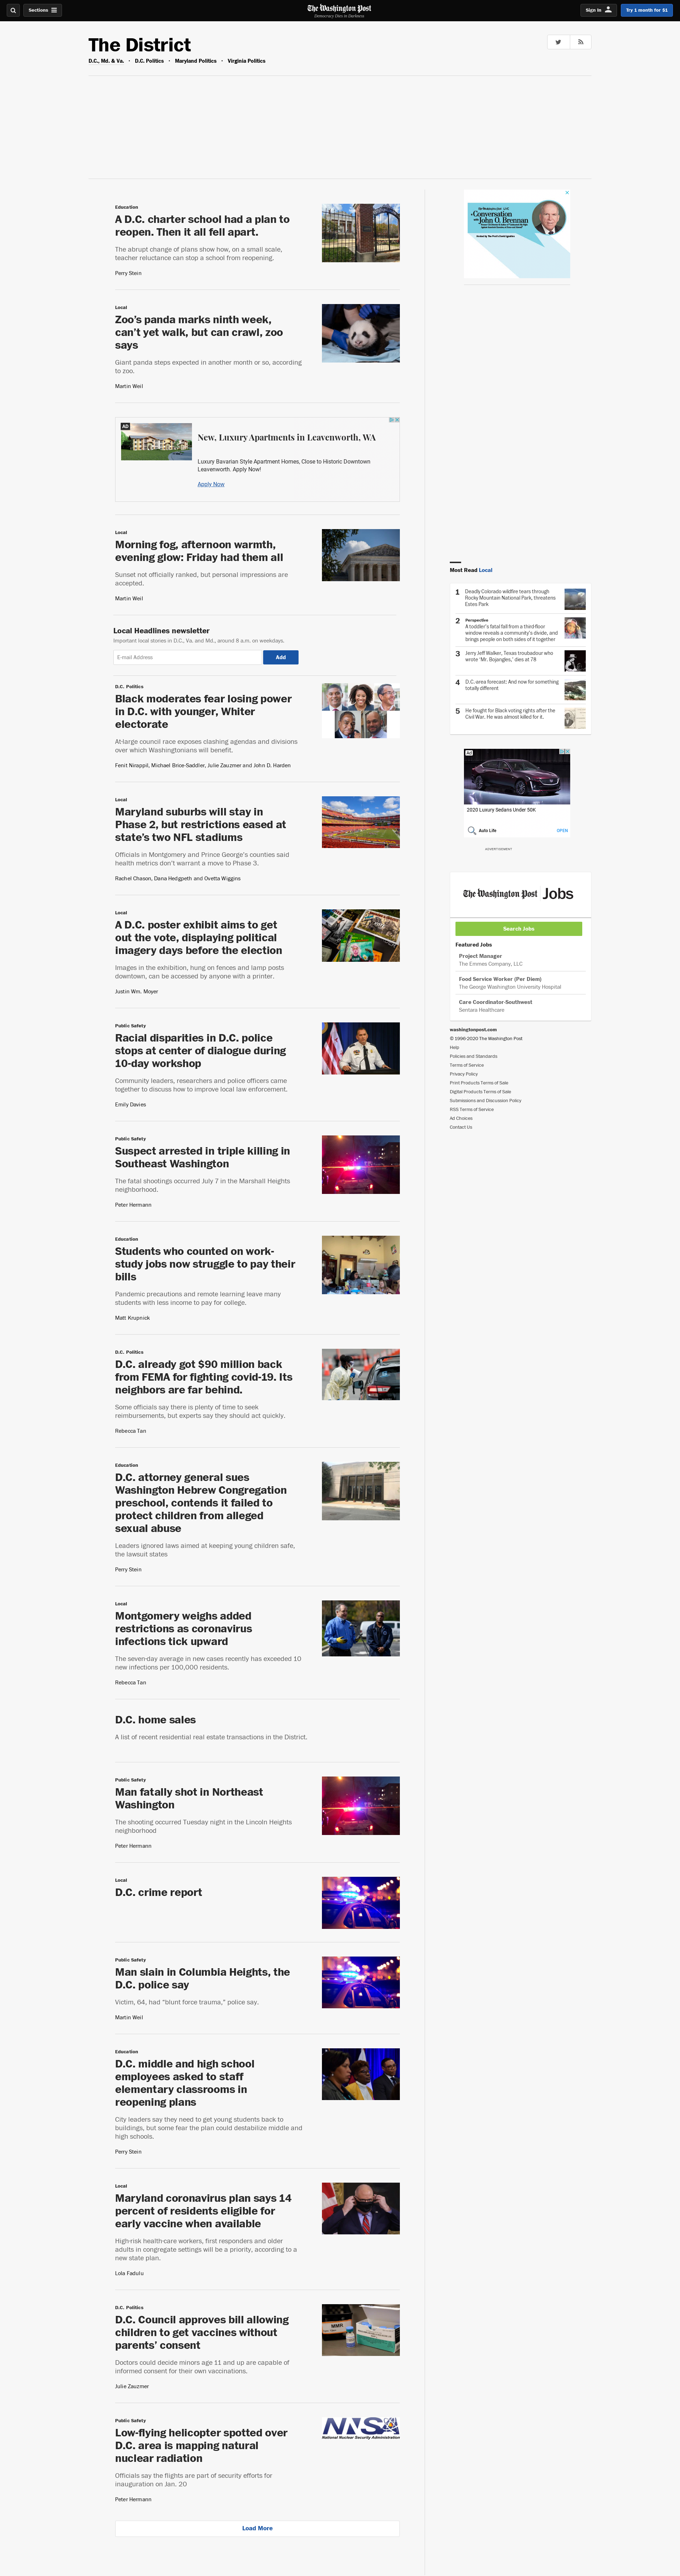 Sections
The Washington Post
Democracy Dies in Darkness
Sign In
Try 1 month for $1
The District
D.C., Md. & Va. • D.C. Politics • Maryland Politics • Virginia Politics
Education
A D.C. charter school had a plan to
reopen. Then it all fell apart.
The abrupt change of plans show how, on a small scale,
teacher reluctance can stop a school from reopening.
Perry Stein
Local
Zoo's panda marks ninth week,
can't yet walk, but can crawl, zoo
says
Giant panda steps expected in another month or so, according
to zoo.
Martin Weil
AD
New, Luxury Apartments in Leavenworth, WA
Luxury Bavarian Style Apartment Homes, Close to Historic Downtown
Leavenworth. Apply Now!
Apply Now
Local
Morning fog, afternoon warmth,
evening glow: Friday had them all
Sunset not officially ranked, but personal impressions are
accepted.
Martin Weil
Local Headlines newsletter
Important local stories in D.C., Va. and Md., around 8 a.m. on weekdays.
E-mail Address
Add
D.C. Politics
Black moderates fear losing power
in D.C. with younger, Whiter
electorate
At-large council race exposes clashing agendas and divisions
over which Washingtonians will benefit.
Fenit Nirappil, Michael Brice-Saddler, Julie Zauzmer and John D. Harden
Local
Maryland suburbs will stay in
Phase 2, but restrictions eased at
state's two NFL stadiums
Officials in Montgomery and Prince George's counties said
health metrics don't warrant a move to Phase 3.
Rachel Chason, Dana Hedgpeth and Ovetta Wiggins
Local
A D.C. poster exhibit aims to get
out the vote, displaying political
imagery days before the election
Images in the exhibition, hung on fences and lamp posts
downtown, can be accessed by anyone with a printer.
Justin Wm. Moyer
Public Safety
Racial disparities in D.C. police
stops at center of dialogue during
10-day workshop
Community leaders, researchers and police officers came
together to discuss how to improve local law enforcement.
Emily Davies
Public Safety
Suspect arrested in triple killing in
Southeast Washington
The fatal shootings occurred July 7 in the Marshall Heights
neighborhood.
Peter Hermann
Education
Students who counted on work-
study jobs now struggle to pay their
bills
Pandemic precautions and remote learning leave many
students with less income to pay for college.
Matt Krupnick
D.C. Politics
D.C. already got $90 million back
from FEMA for fighting covid-19. Its
neighbors are far behind.
Some officials say there is plenty of time to seek
reimbursements, but experts say they should act quickly.
Rebecca Tan
Education
D.C. attorney general sues
Washington Hebrew Congregation
preschool, contends it failed to
protect children from alleged
sexual abuse
Leaders ignored laws aimed at keeping young children safe,
the lawsuit states
Perry Stein
Local
Montgomery weighs added
restrictions as coronavirus
infections tick upward
The seven-day average in new cases recently has exceeded 10
new infections per 100,000 residents.
Rebecca Tan
D.C. home sales
A list of recent residential real estate transactions in the District.
Public Safety
Man fatally shot in Northeast
Washington
The shooting occurred Tuesday night in the Lincoln Heights
neighborhood
Peter Hermann
Local
D.C. crime report
Public Safety
Man slain in Columbia Heights, the
D.C. police say
Victim, 64, had "blunt force trauma," police say.
Martin Weil
Education
D.C. middle and high school
employees asked to staff
elementary classrooms in
reopening plans
City leaders say they need to get young students back to
buildings, but some fear the plan could destabilize middle and
high schools.
Perry Stein
Local
Maryland coronavirus plan says 14
percent of residents eligible for
early vaccine when available
High-risk health-care workers, first responders and older
adults in congregate settings will be a priority, according to a
new state plan.
Lola Fadulu
D.C. Politics
D.C. Council approves bill allowing
children to get vaccines without
parents' consent
Doctors could decide minors age 11 and up are capable of
informed consent for their own vaccinations.
Julie Zauzmer
MMR
Public Safety
Low-flying helicopter spotted over
D.C. area is mapping natural
nuclear radiation
Officials say the flights are part of security efforts for
inauguration on Jan. 20
Peter Hermann
NNSA
National Nuclear Security Administration
Load More
Conversation
with John O. Brennan
Most Read Local
1 Deadly Colorado wildfire tears through
Rocky Mountain National Park, threatens
Estes Park
2 Perspective
A toddler's fatal fall from a third-floor
window reveals a community's divide, and
brings people on both sides of it together
3 Jerry Jeff Walker, Texas troubadour who
wrote 'Mr. Bojangles,' dies at 78
4 D.C. area forecast: And now for something
totally different
5 He fought for Black voting rights after the
Civil War. He was almost killed for it.
Ad
2020 Luxury Sedans Under 50K
Auto Life
OPEN
ADVERTISEMENT
The Washington Post Jobs
Search Jobs
Featured Jobs
Project Manager
The Emmes Company, LLC
Food Service Worker (Per Diem)
The George Washington University Hospital
Care Coordinator-Southwest
Sentara Healthcare
washingtonpost.com
© 1996-2020 The Washington Post
Help
Policies and Standards
Terms of Service
Privacy Policy
Print Products Terms of Sale
Digital Products Terms of Sale
Submissions and Discussion Policy
RSS Terms of Service
Ad Choices
Contact Us